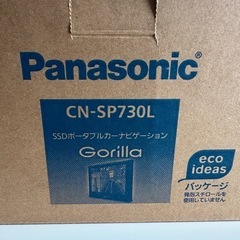 Panasonic
CN-SP730L
SSDポータブルカーナビゲーション
Gorilla
eco
ideas
パッケージ
発泡スチロールを
使用していません。